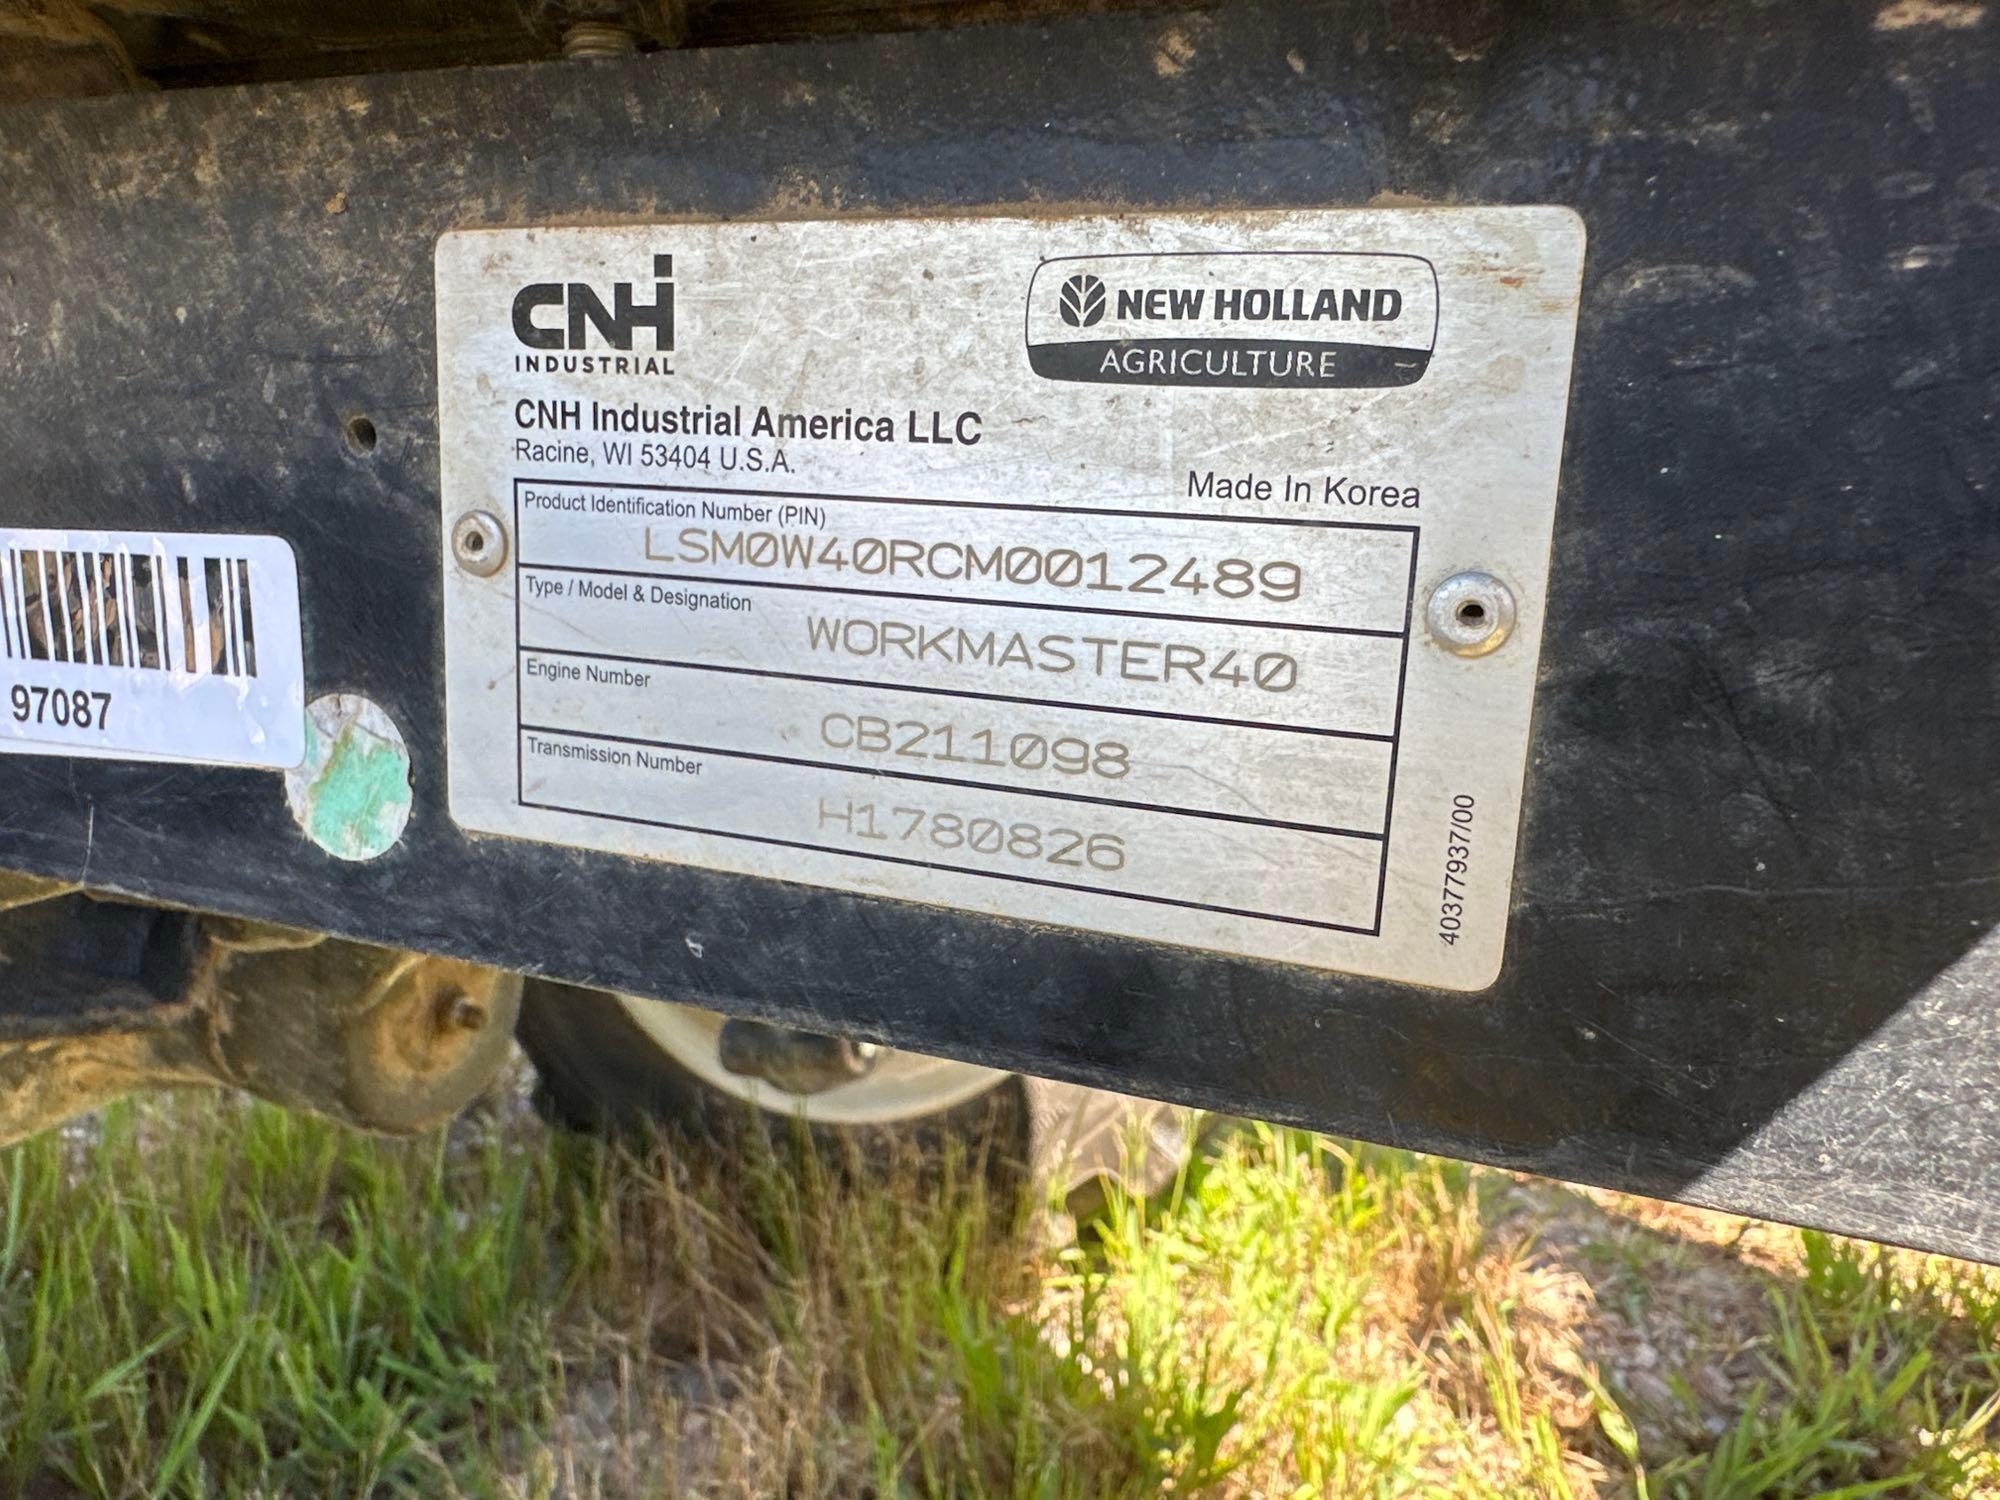 CNHi
INDUSTRIAL
NEW HOLLAND
AGRICULTURE
CNH Industrial America LLC
Racine, WI 53404 U.S.A.
Made In Korea
Product Identification Number (PIN)
LSM0W40RCM0012489
Type / Model & Designation
WORKMASTER40
Engine Number
CB211098
Transmission Number
H1780826
40377937/00
97087